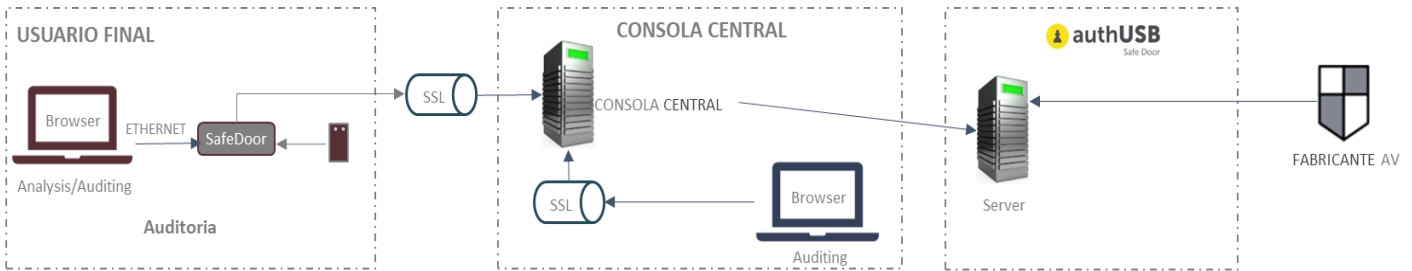 USUARIO FINAL
Browser
ETHERNET
SafeDoor
Analysis/Auditing
Auditoria
SSL
CONSOLA CENTRAL
CONSOLA CENTRAL
SSL
Browser
Auditing
authUSB
Safe Door
Server
FABRICANTE AV